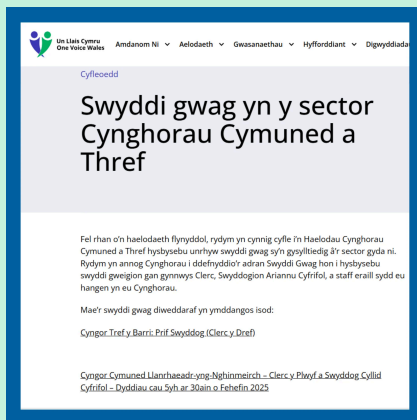 Un Llais Cymru
One Voice Wales
Amdanom Ni Aelodaeth Gwasanaethau Hyfforddiant Digwyddiada
Cyfleoedd
Swyddi gwag yn y sector
Cynghorau Cymuned a
Thref
Fel rhan o'n haelodaeth flynyddol, rydym yn cynnig cyfle i'n Haelodau Cynghorau
Cymuned a Thref hysbysebu unrhyw swyddi gwag sy'n gysylltiedig â'r sector gyda ni.
Rydym yn annog Cynghorau i ddefnyddio'r adran Swyddi Gwag hon i hysbysebu
swyddi gweigion gan gynnwys Clerc, Swyddogion Ariannu Cyfrifol, a staff eraill sydd eu
hangen yn eu Cynghorau.
Mae'r swyddi gwag diweddaraf yn ymddangos isod:
Cyngor Tref y Barri: Prif Swyddog (Clerc y Dref)
Cyngor Cymuned Llanrhaeadr-yng-Nghinmeirch – Clerc y Plwyf a Swyddog Cyllid
Cyfrifol – Dyddiau cau 5yh ar 30ain o Fehefin 2025